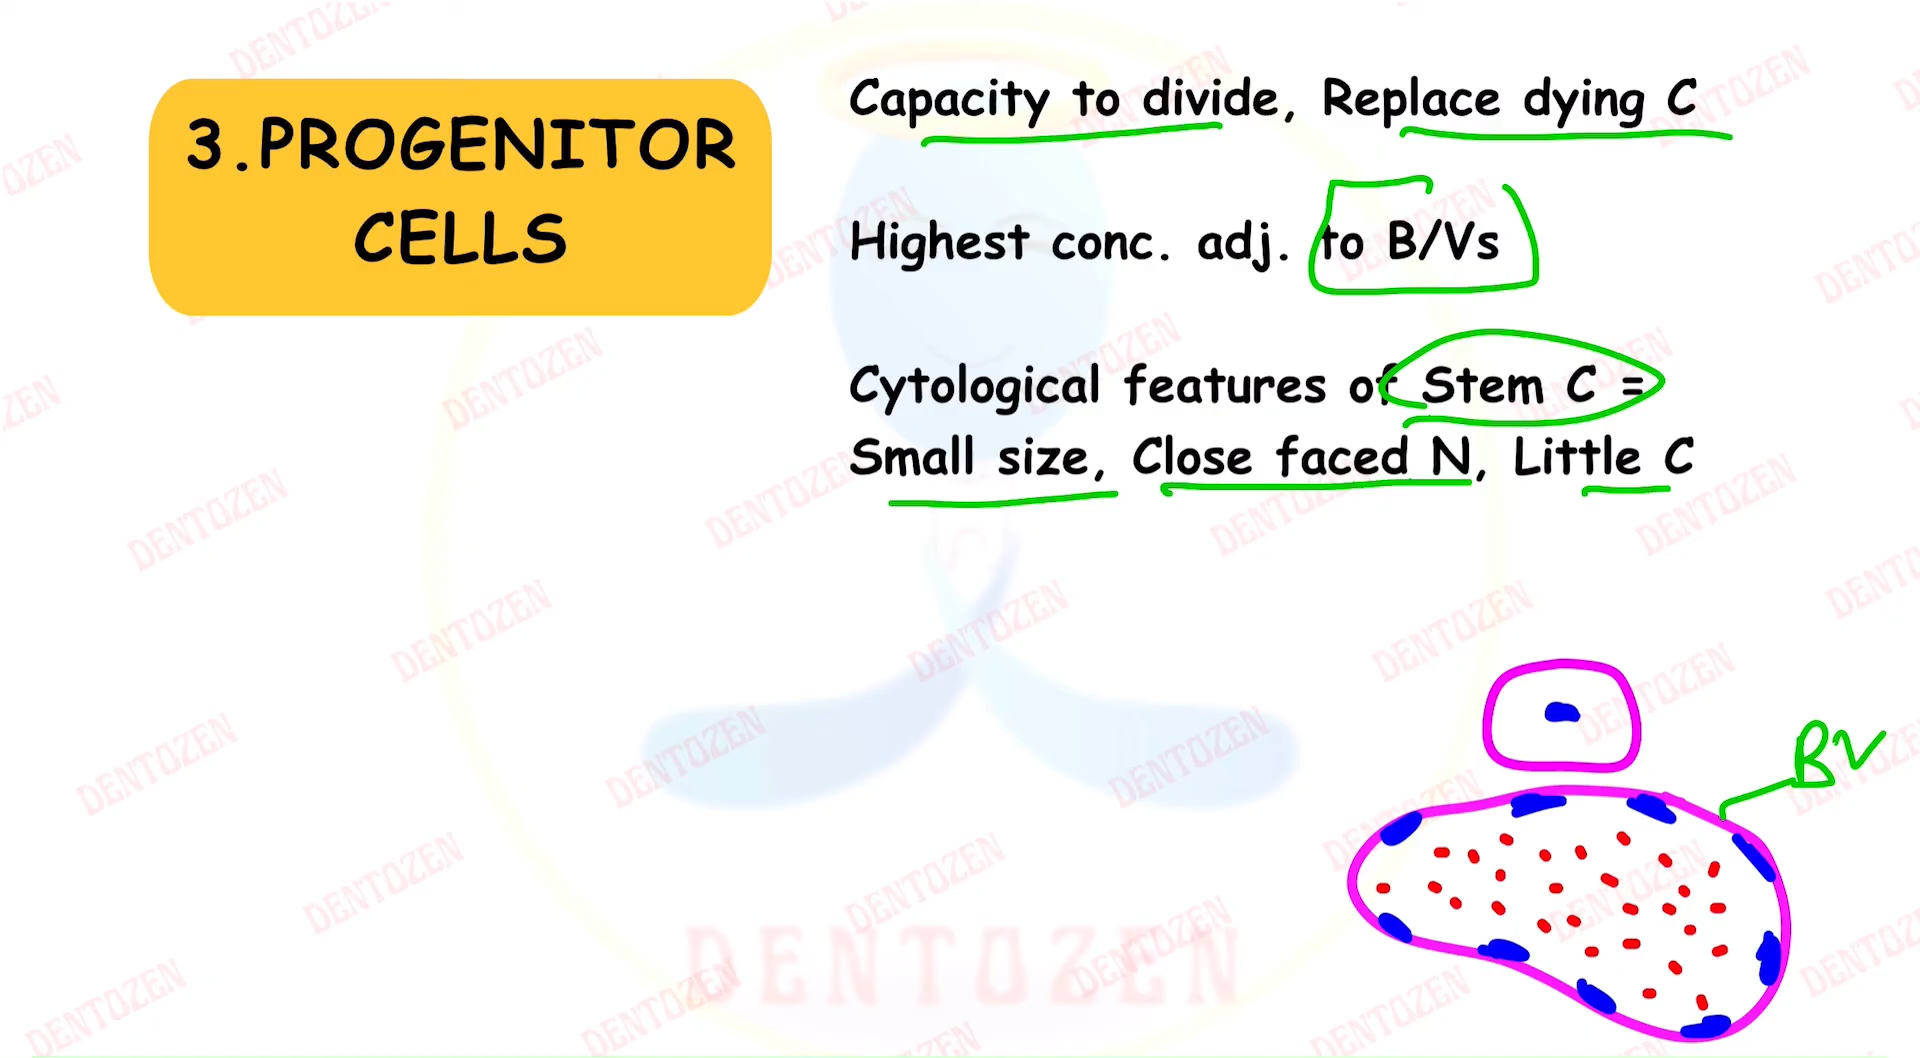 3.PROGENITOR
CELLS
Capacity to divide, Replace dying C
Highest conc. adj. to B/Vs
Cytological features of Stem C =
Small size, Close faced N, Little C
BV
DENTOZEN